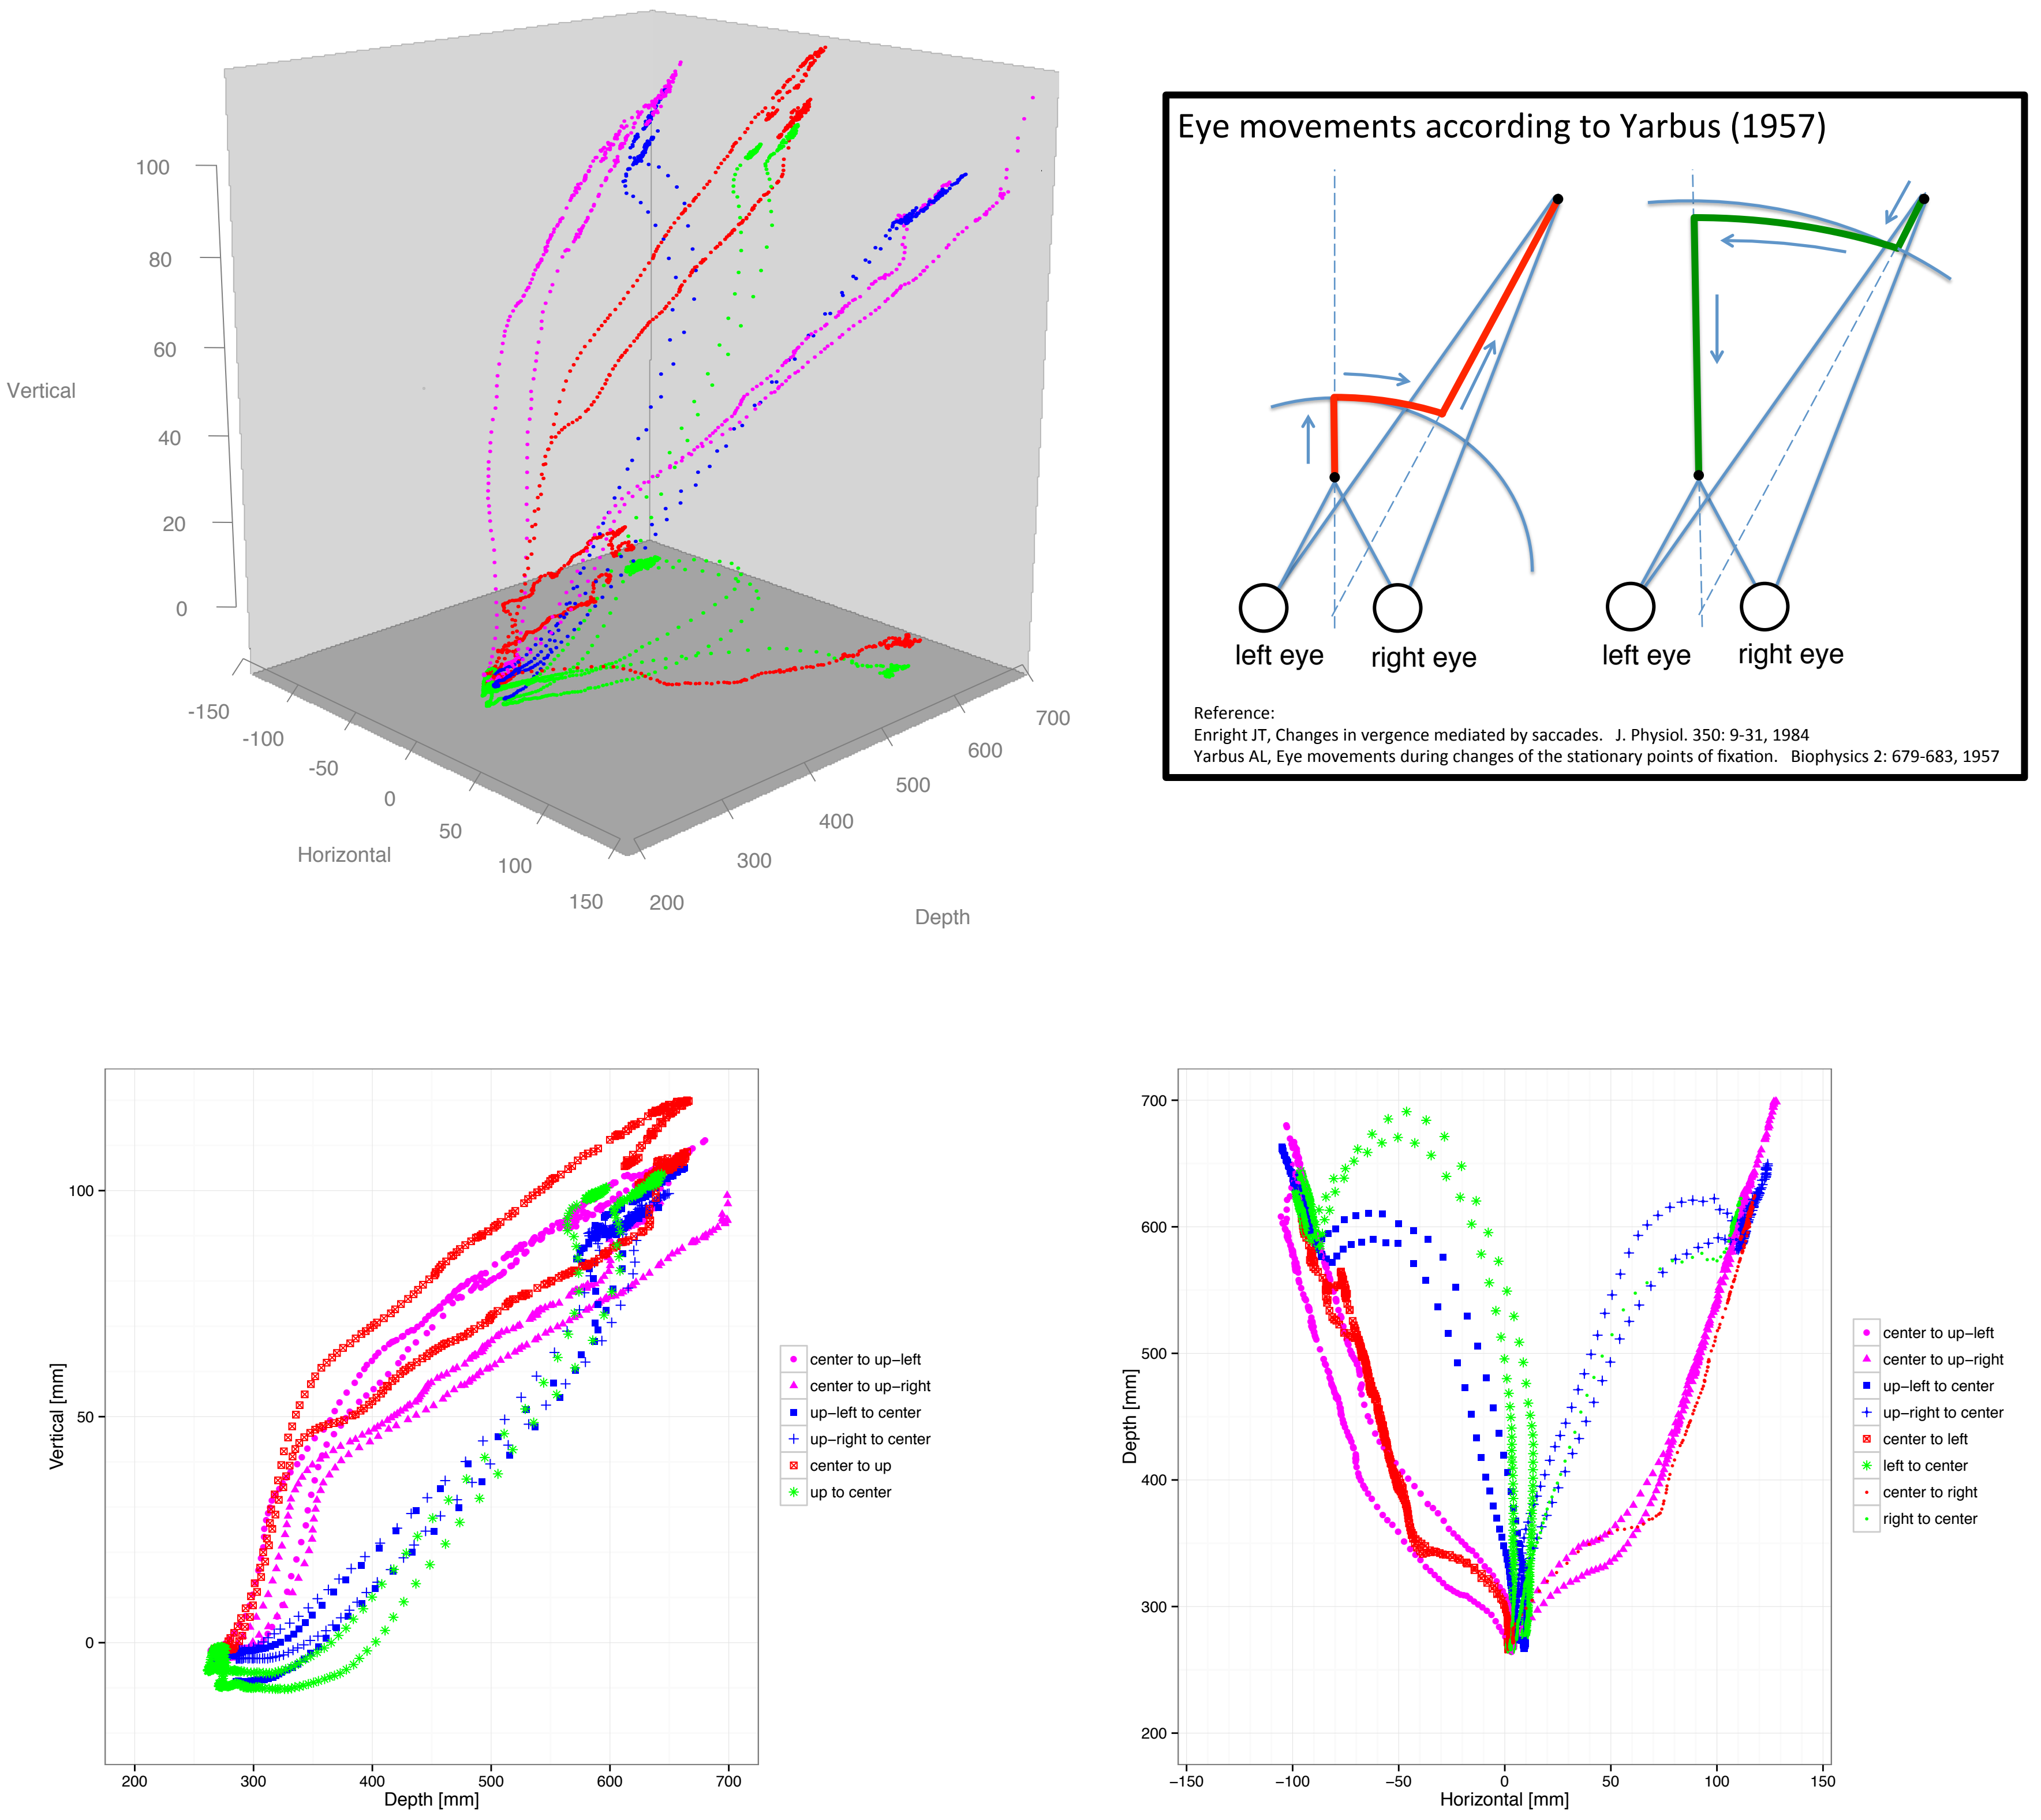 100
80
60
40
20
0
Vertical
-150
-100
-50
0
50
100
150
Horizontal
200
300
400
500
600
700
Depth
Eye movements according to Yarbus (1957)
left eye
right eye
left eye
right eye
Reference:
Enright JT, Changes in vergence mediated by saccades. J. Physiol. 350: 9-31, 1984
Yarbus AL, Eye movements during changes of the stationary points of fixation. Biophysics 2: 679-683, 1957
Vertical [mm]
100
50
0
200 300 400 500 600 700
Depth [mm]
center to up−left
center to up−right
up−left to center
up−right to center
center to up
up to center
Depth [mm]
700
600
500
400
300
200
−150 −100 −50 0 50 100 150
Horizontal [mm]
center to up−left
center to up−right
up−left to center
up−right to center
center to left
left to center
center to right
right to center